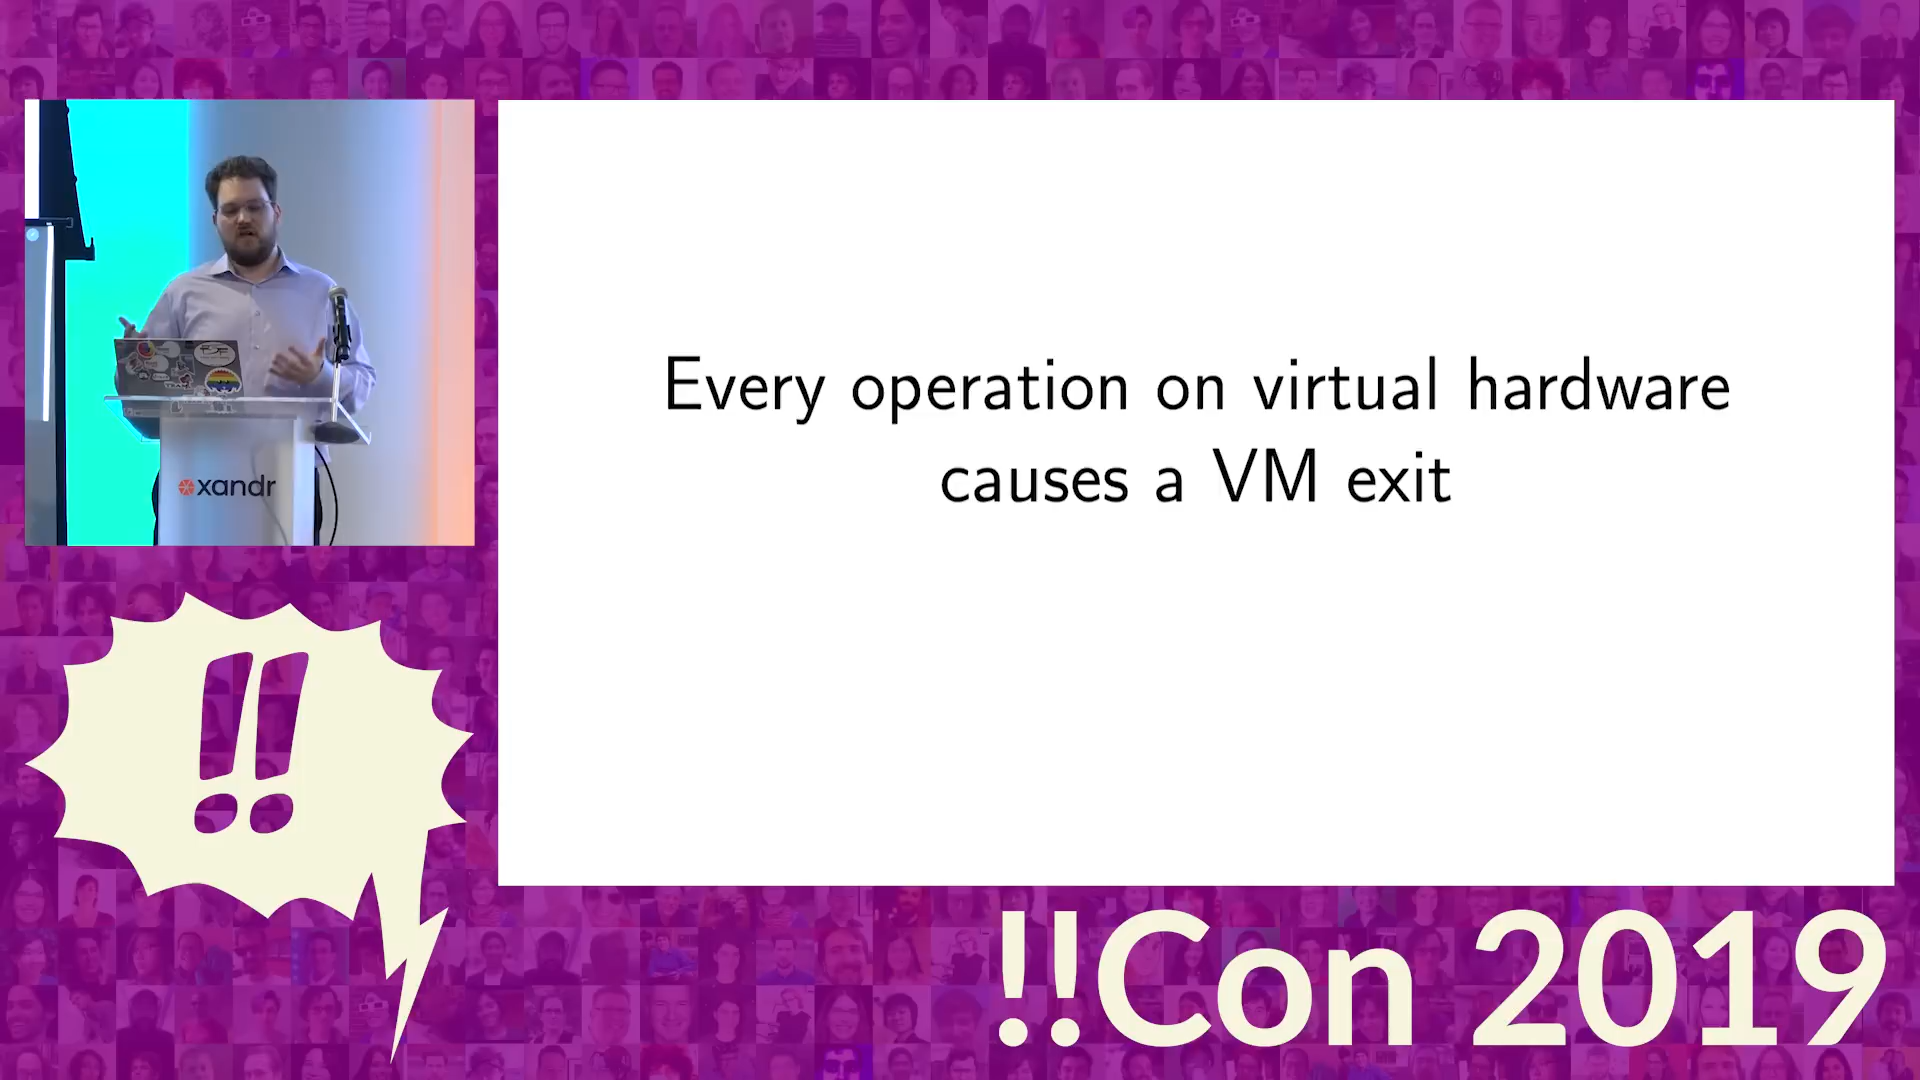 Every operation on virtual hardware
causes a VM exit
xandr
!!
!!Con 2019